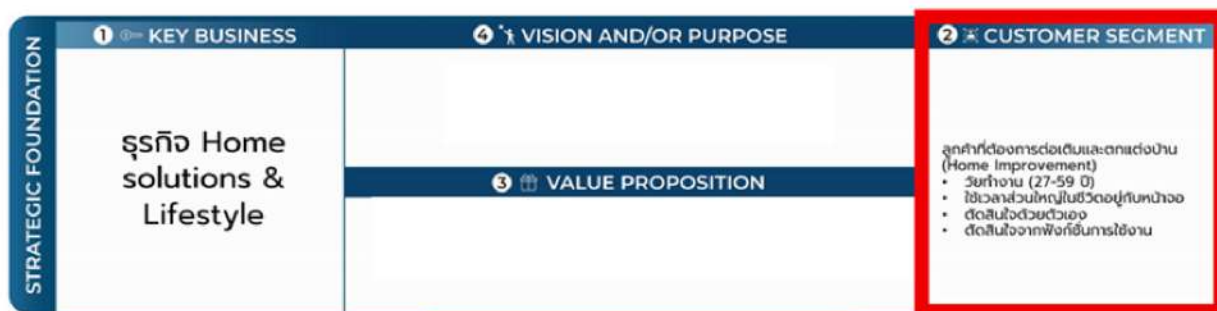 STRATEGIC FOUNDATION
1 KEY BUSINESS
ธุรกิจ Home
solutions &
Lifestyle
4 VISION AND/OR PURPOSE
3 VALUE PROPOSITION
2 CUSTOMER SEGMENT
ลูกค้าที่ต้องการต่อเติมและตกแต่งบ้าน
(Home Improvement)
• วัยทำงาน (27-59 ปี)
• ใช้เวลาส่วนใหญ่ในชีวิตอยู่กับหน้าจอ
• ตัดสินใจด้วยตัวเอง
• ตัดสินใจจากฟังก์ชั่นการใช้งาน